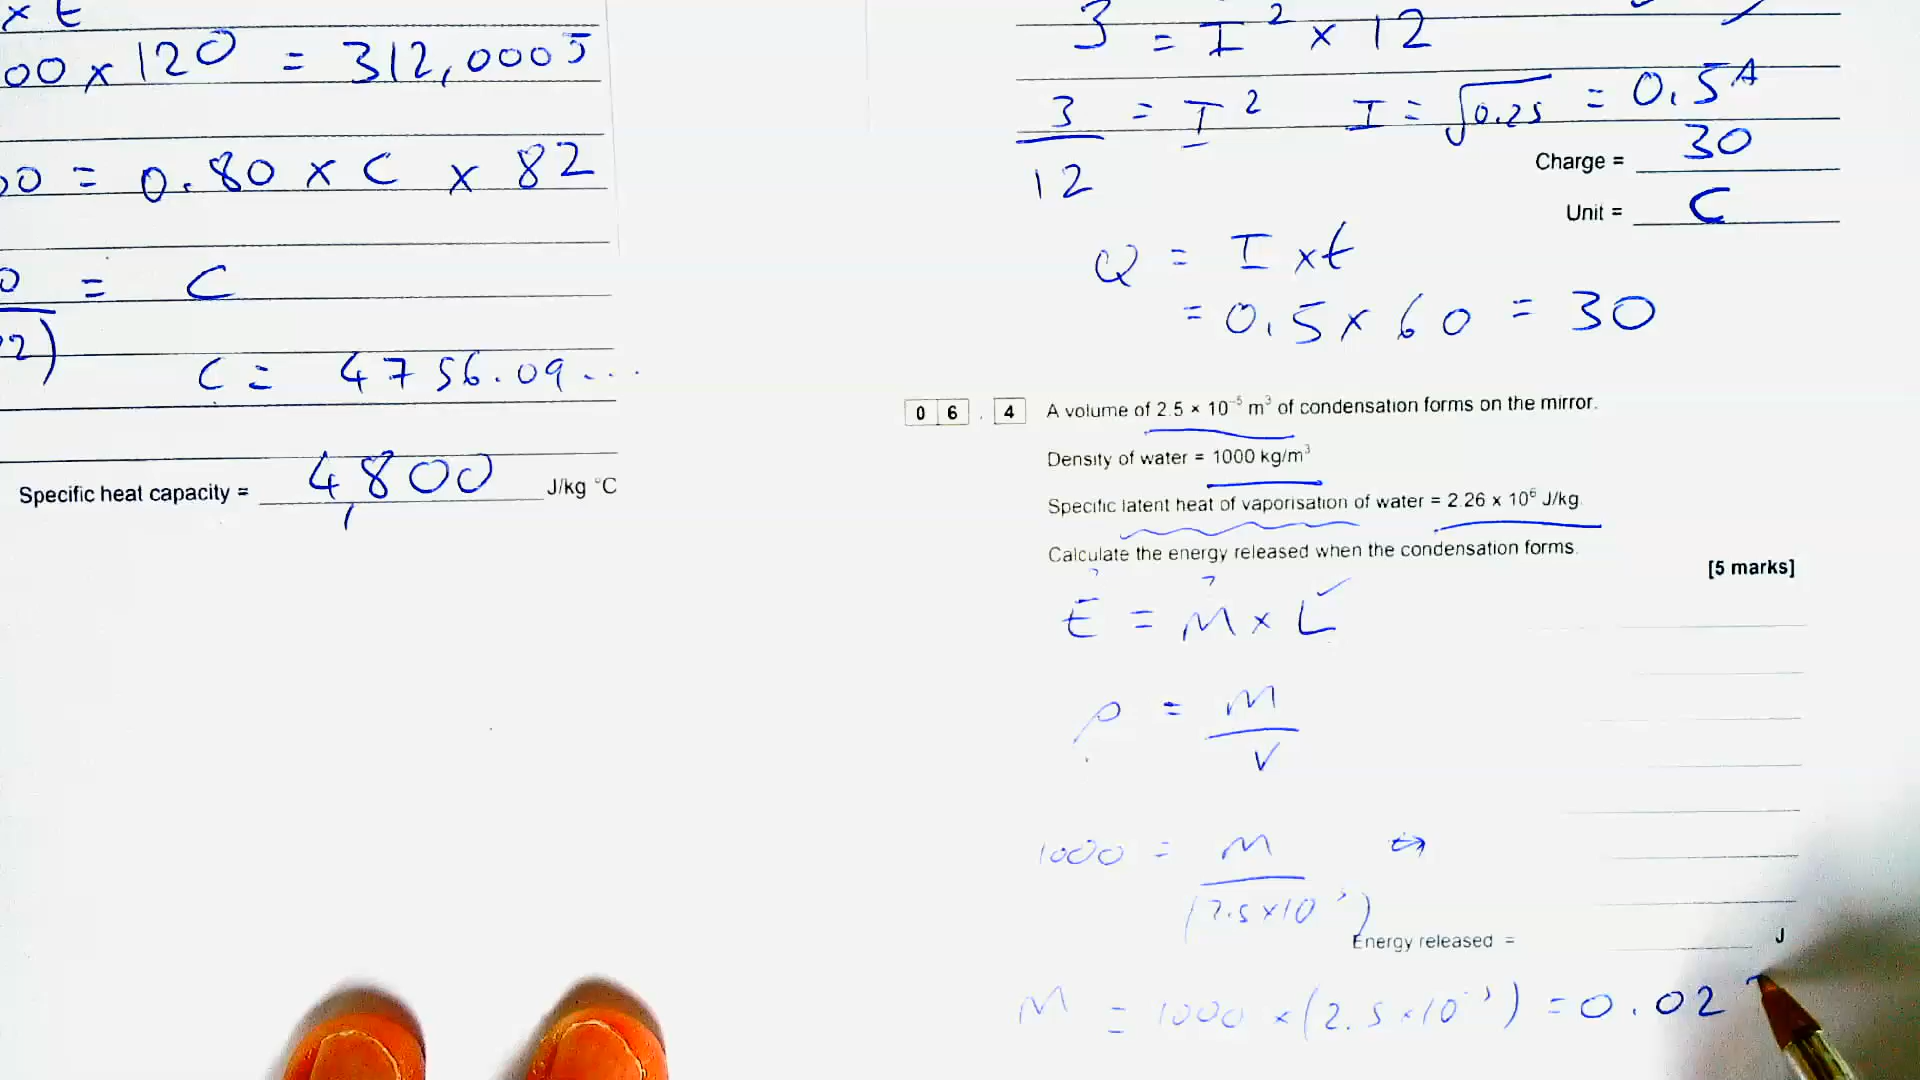 x t
00 x 120 = 312,000 J
00 = 0.80 x C x 82
0 = C
2)
C = 4756.09...
Specific heat capacity = 4800 J/kg °C
3 = I² x 12
3/12 = I² I = √0.25 = 0.5 A
Charge = 30
Unit = C
Q = I x t
= 0.5 x 60 = 30
0 6 . 4 A volume of 2.5 × 10⁻⁵ m³ of condensation forms on the mirror.
Density of water = 1000 kg/m³
Specific latent heat of vaporisation of water = 2.26 x 10⁶ J/kg.
Calculate the energy released when the condensation forms.
[5 marks]
E = M x L
ρ = M/V
1000 = M/(2.5 x 10)
Energy released = J
M = 1000 x (2.5 x 10) = 0.02